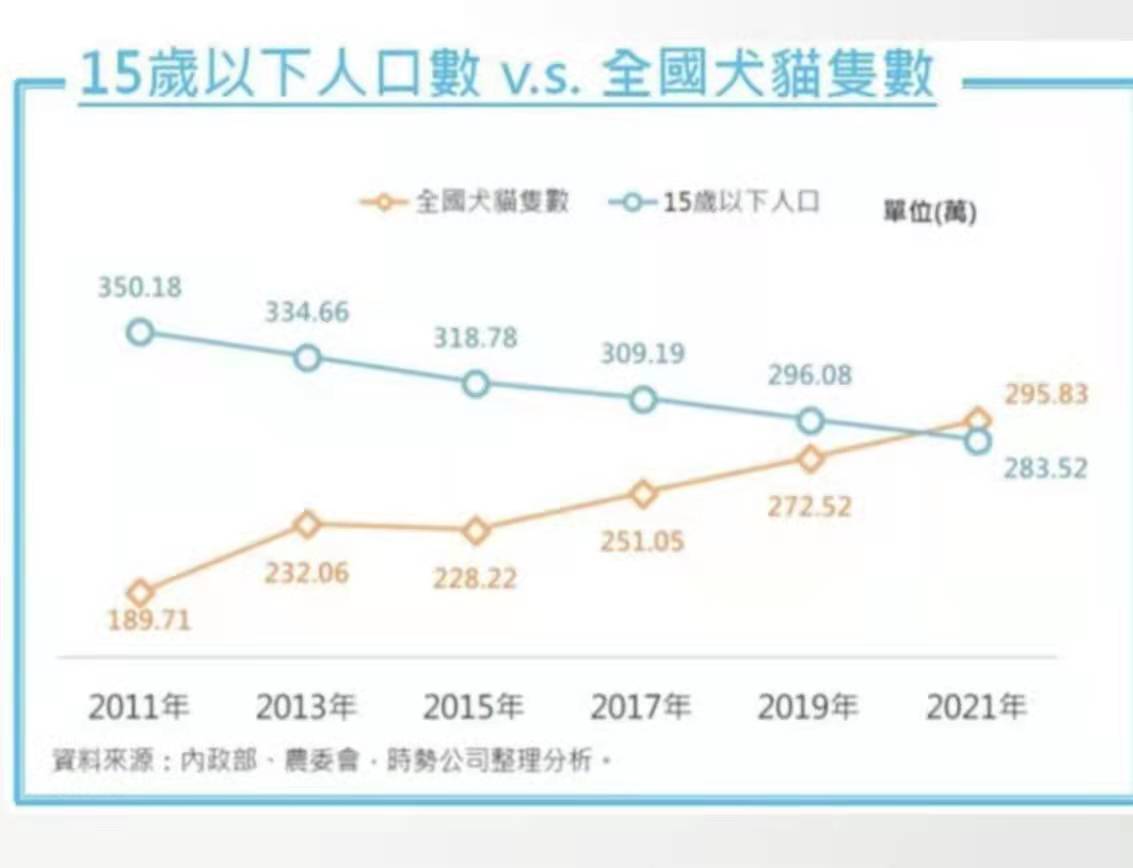 15歲以下人口數 v.s. 全國犬貓隻數
全國犬貓隻數 15歲以下人口 單位(萬)
350.18 334.66 318.78 309.19 296.08 295.83
283.52
189.71 232.06 228.22 251.05 272.52
2011年 2013年 2015年 2017年 2019年 2021年
資料來源：內政部、農委會，時勢公司整理分析。